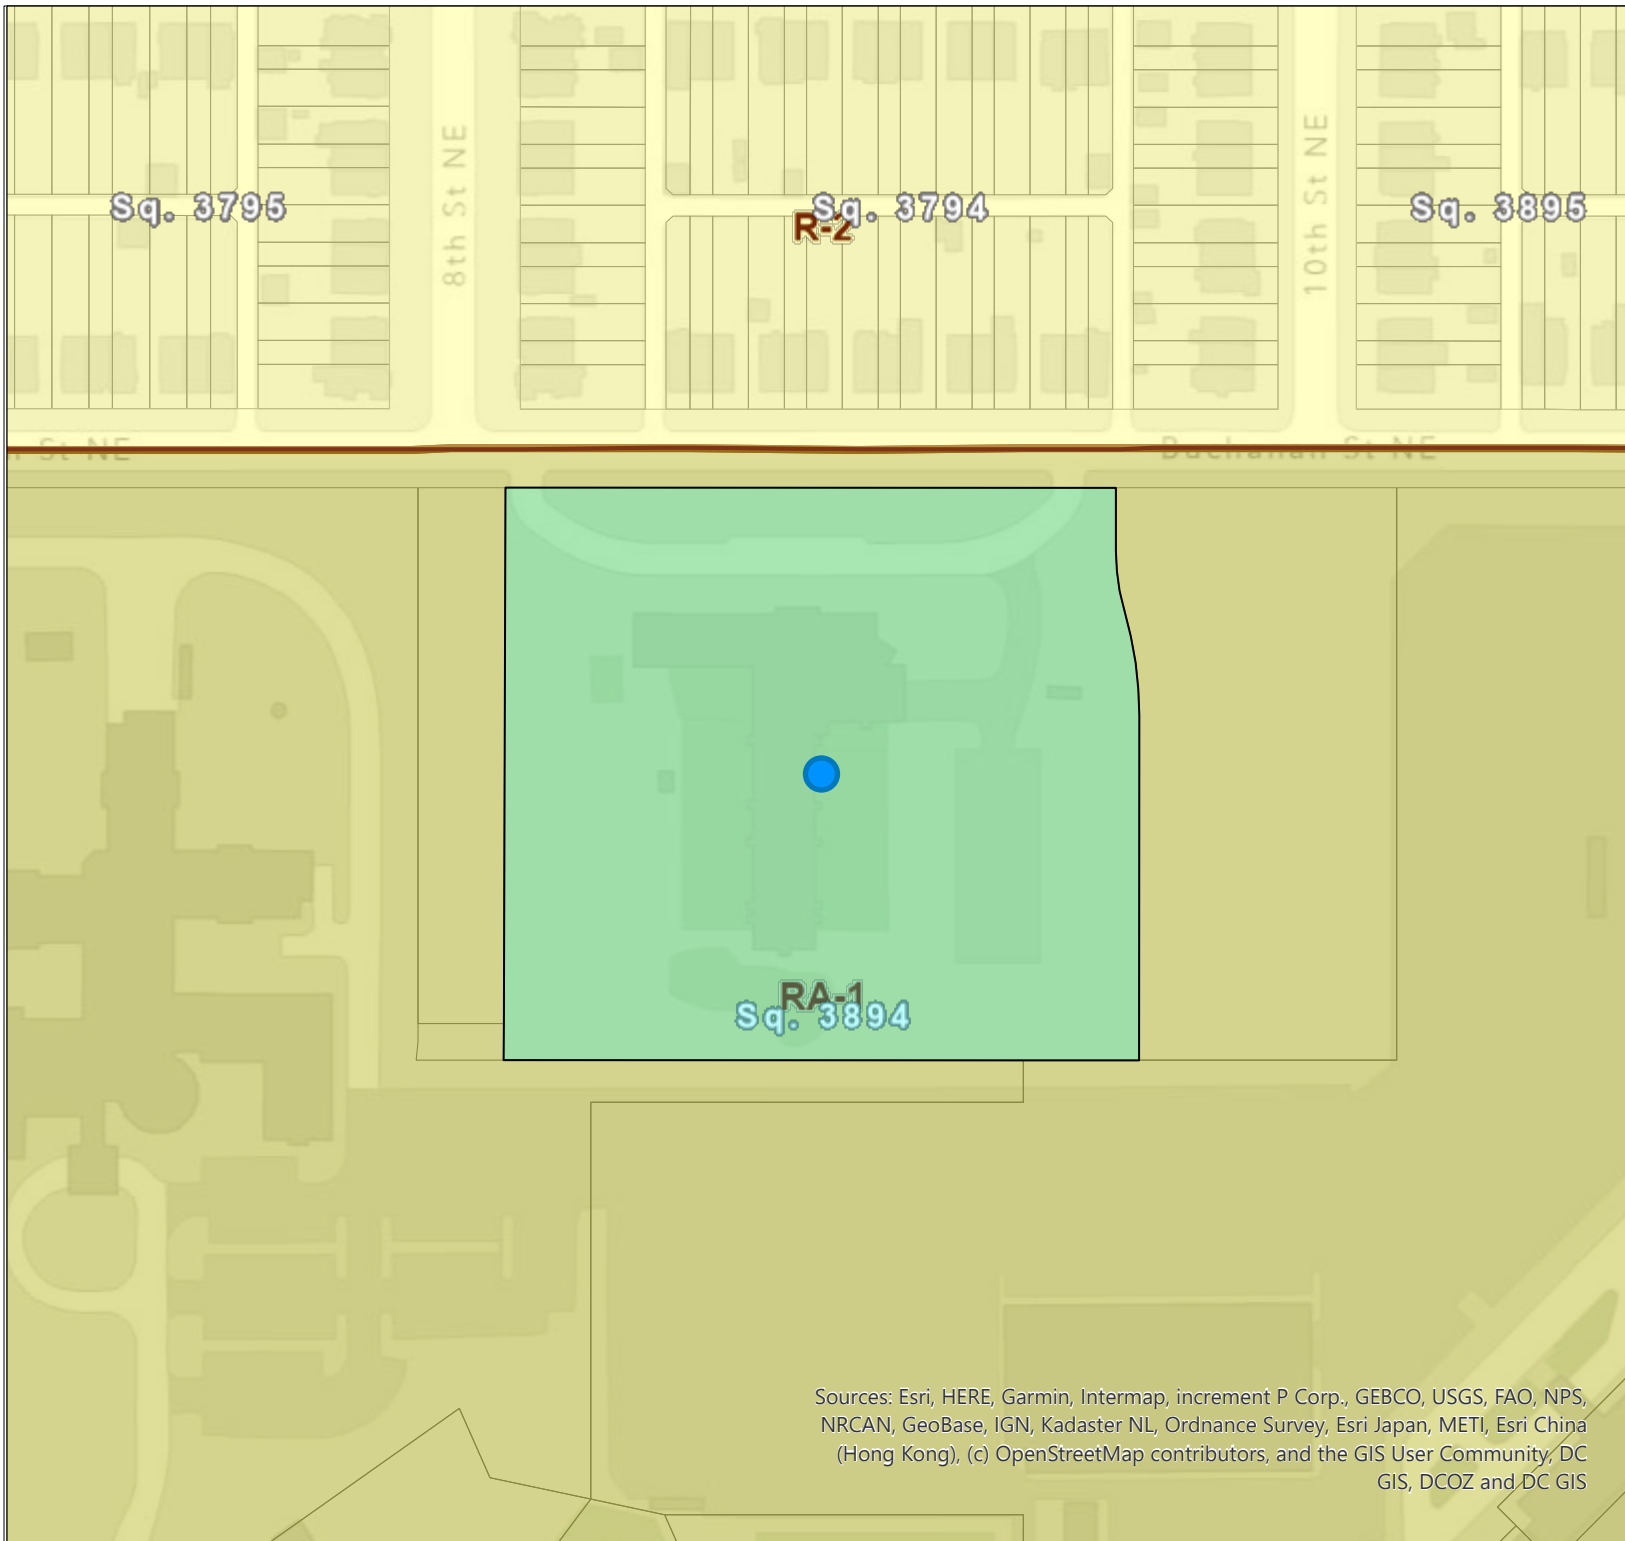 8th St NE
10th St NE
Sq. 3795
Sq. 3794
Sq. 3895
R-2
St NE
Buchanan St NE
RA-1
Sq. 3894
Sources: Esri, HERE, Garmin, Intermap, increment P Corp., GEBCO, USGS, FAO, NPS,
NRCAN, GeoBase, IGN, Kadaster NL, Ordnance Survey, Esri Japan, METI, Esri China
(Hong Kong), (c) OpenStreetMap contributors, and the GIS User Community, DC
GIS, DCOZ and DC GIS